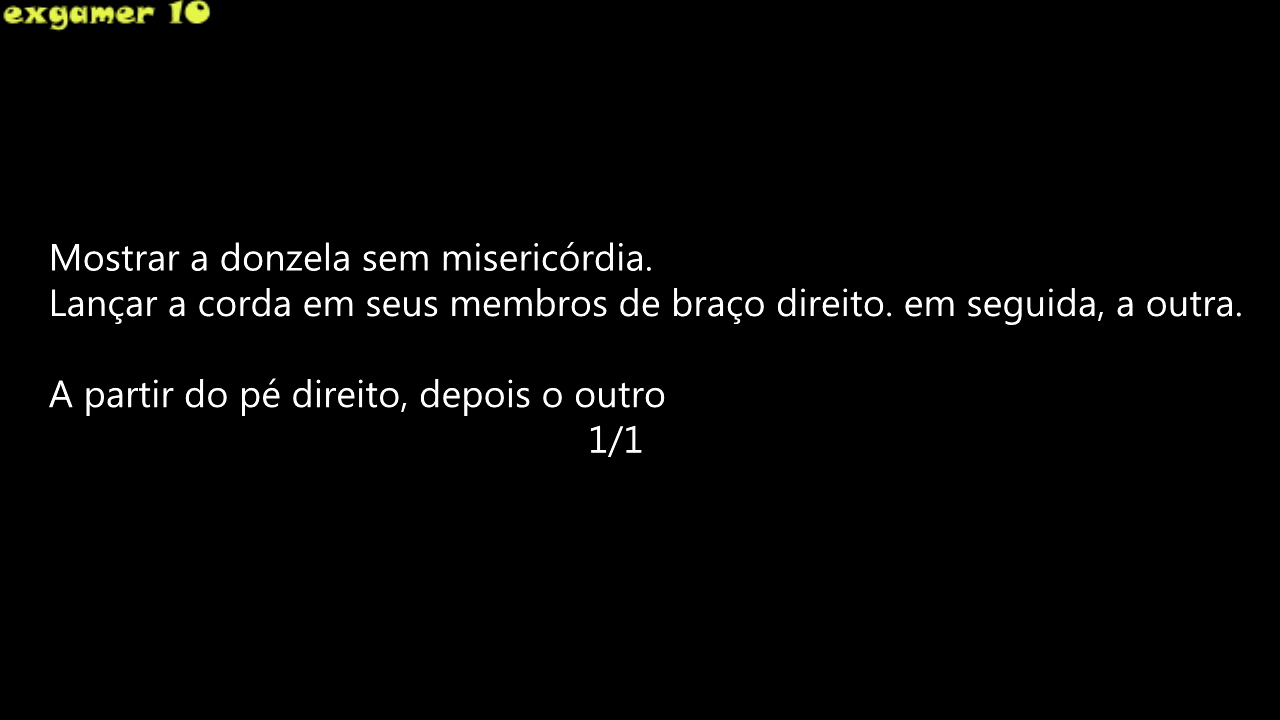 exgamer 10
Mostrar a donzela sem misericórdia.
Lançar a corda em seus membros de braço direito. em seguida, a outra.
A partir do pé direito, depois o outro
1/1